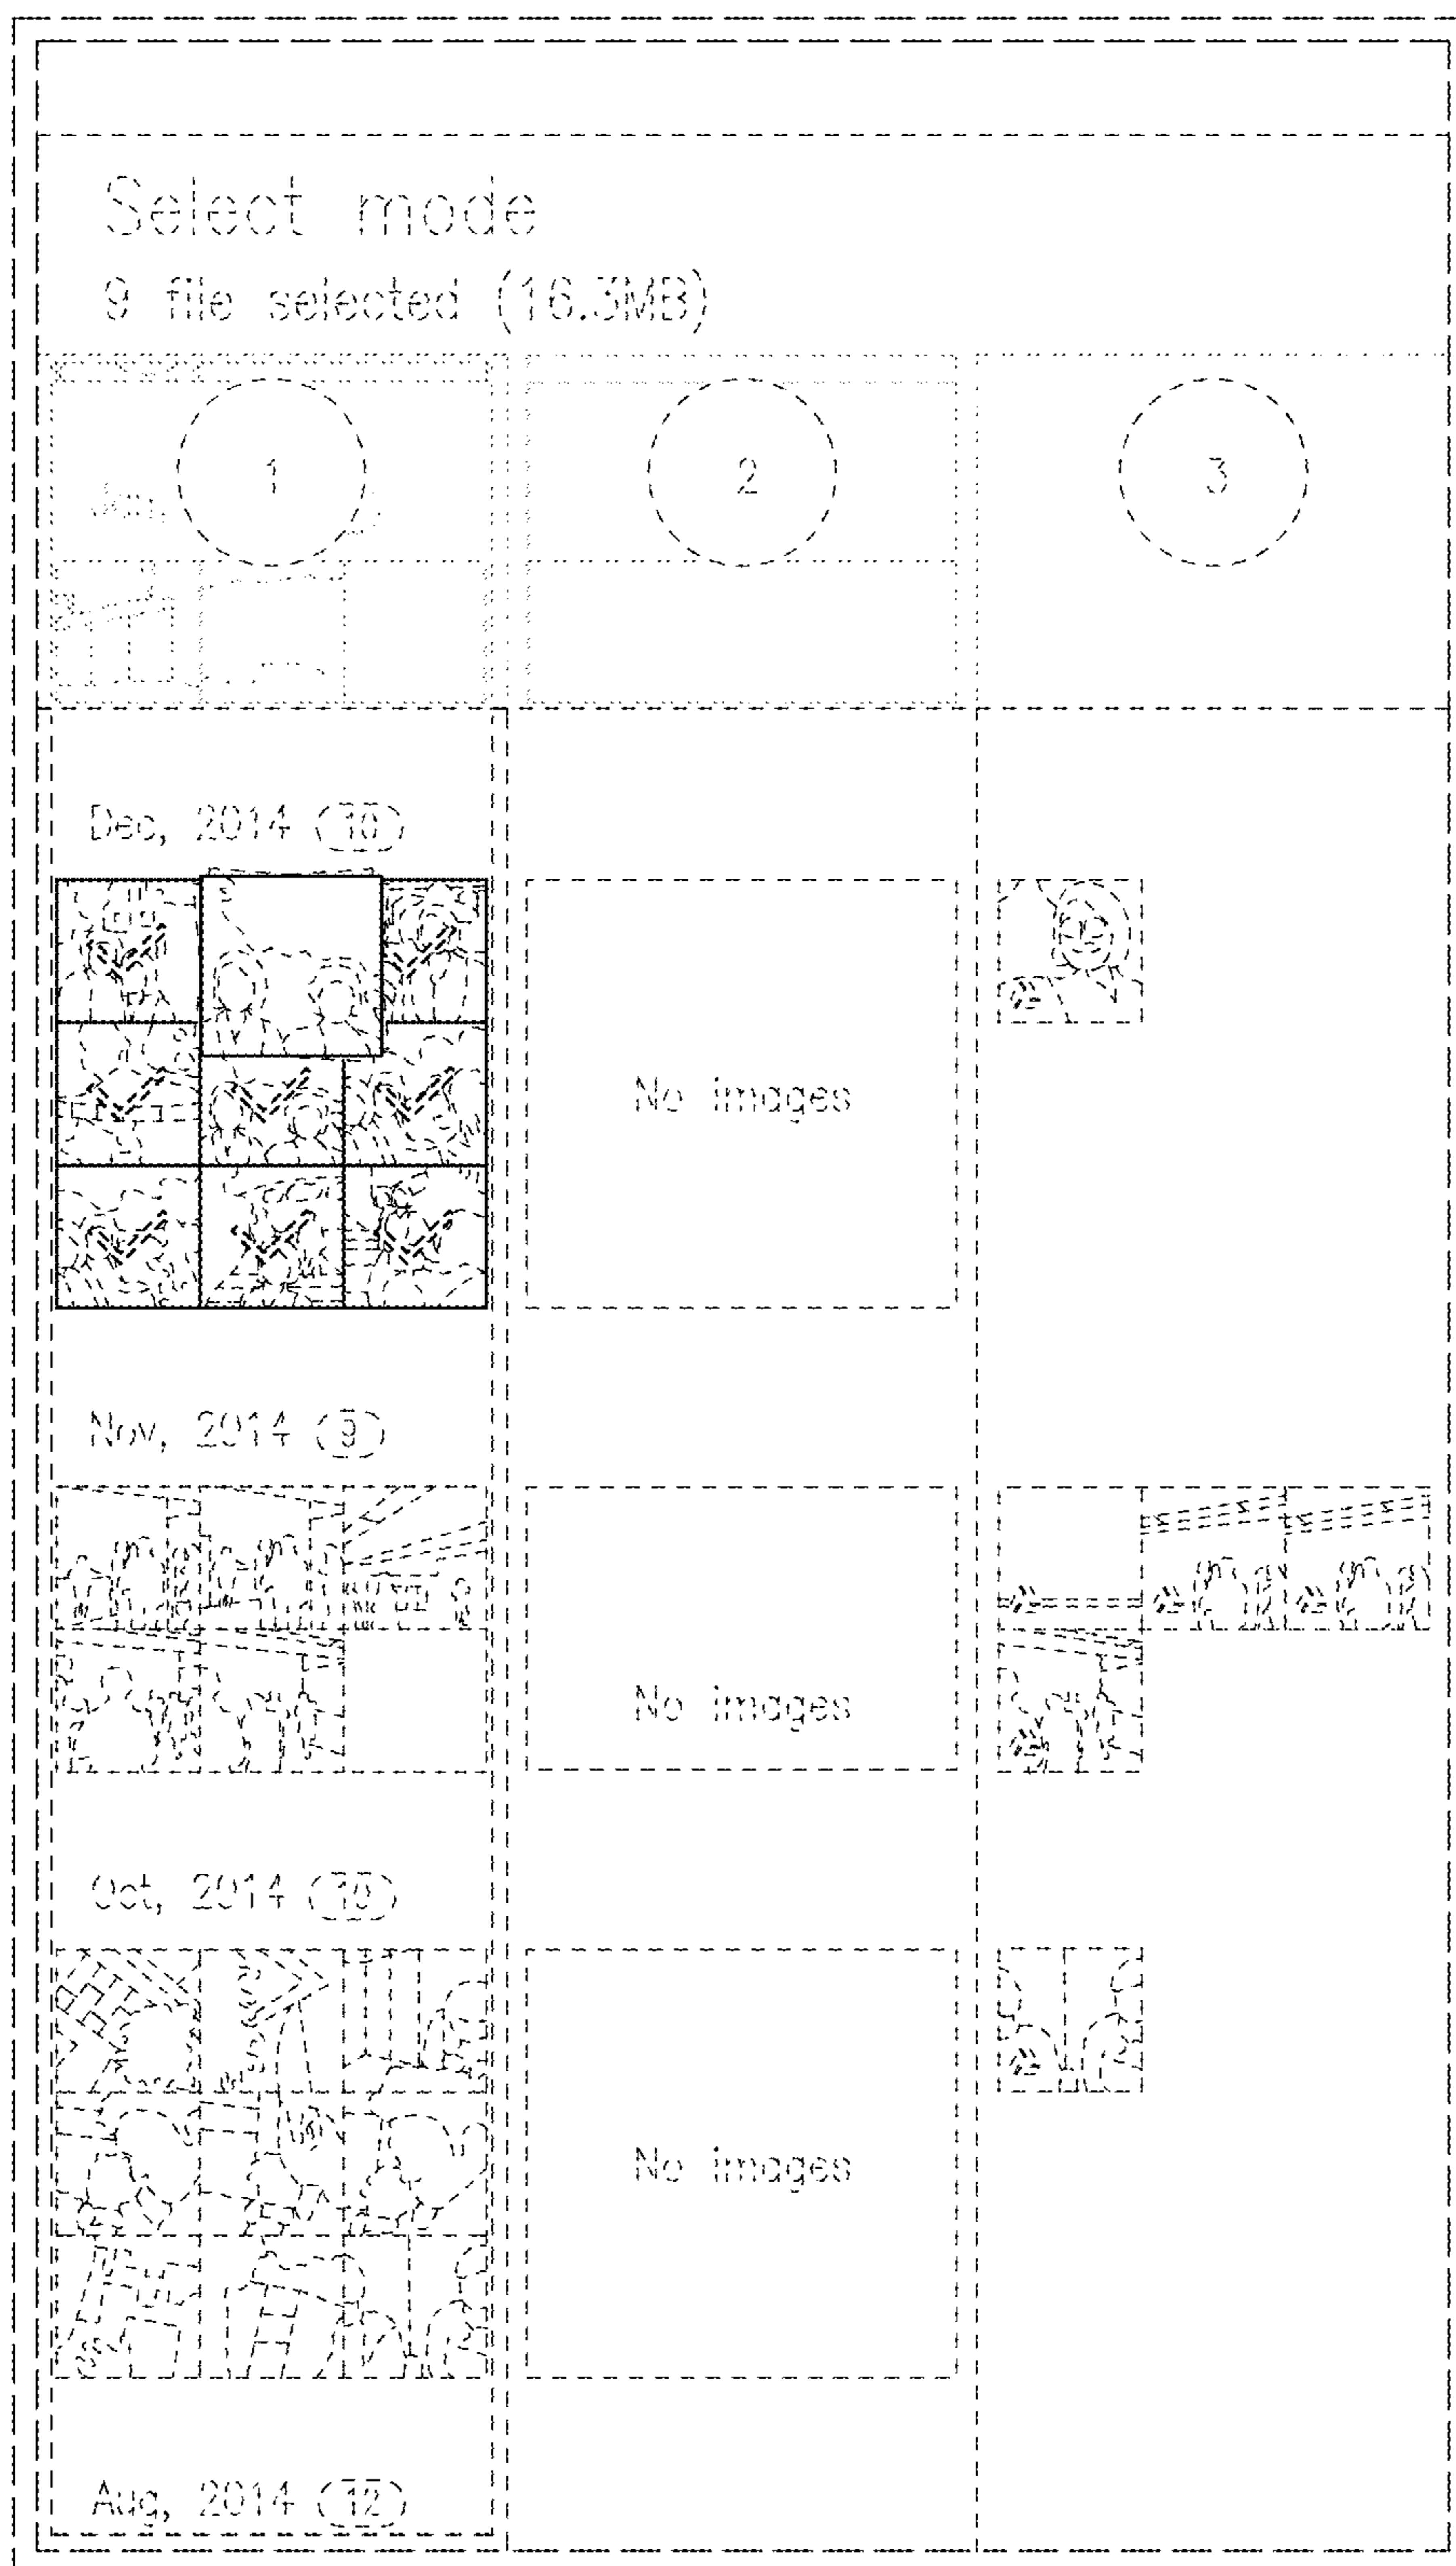 Select mode
9 file selected (16.3MB)
1 2 3
Dec, 2014 (10)
No images
Nov, 2014 (9)
No images
Oct, 2014 (10)
No images
Aug, 2014 (12)